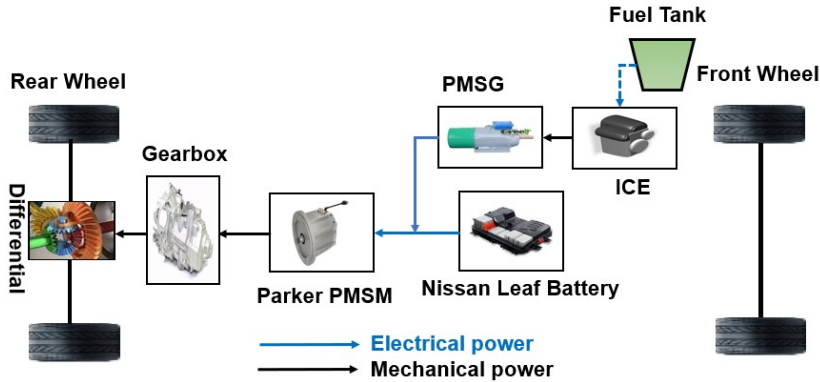 Fuel Tank
Rear Wheel
PMSG
Front Wheel
Gearbox
ICE
Differential
Parker PMSM
Nissan Leaf Battery
Electrical power
Mechanical power